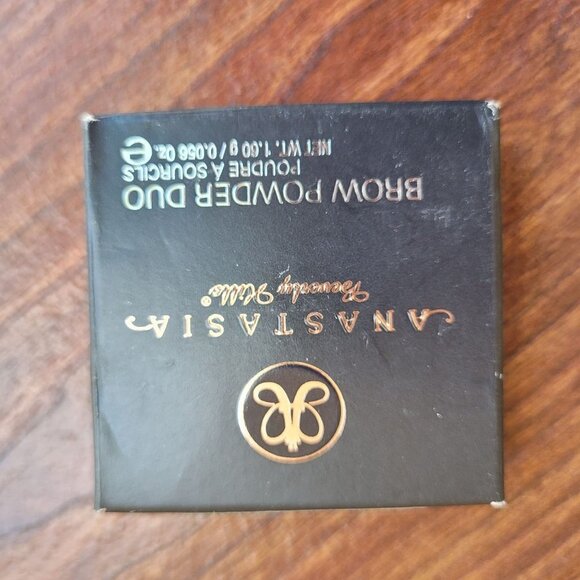 ANASTASIA
Beverly Hills®
BROW POWDER DUO
POUDRE À SOURCILS
NET WT. 1.60 g / 0.056 Oz. ℮